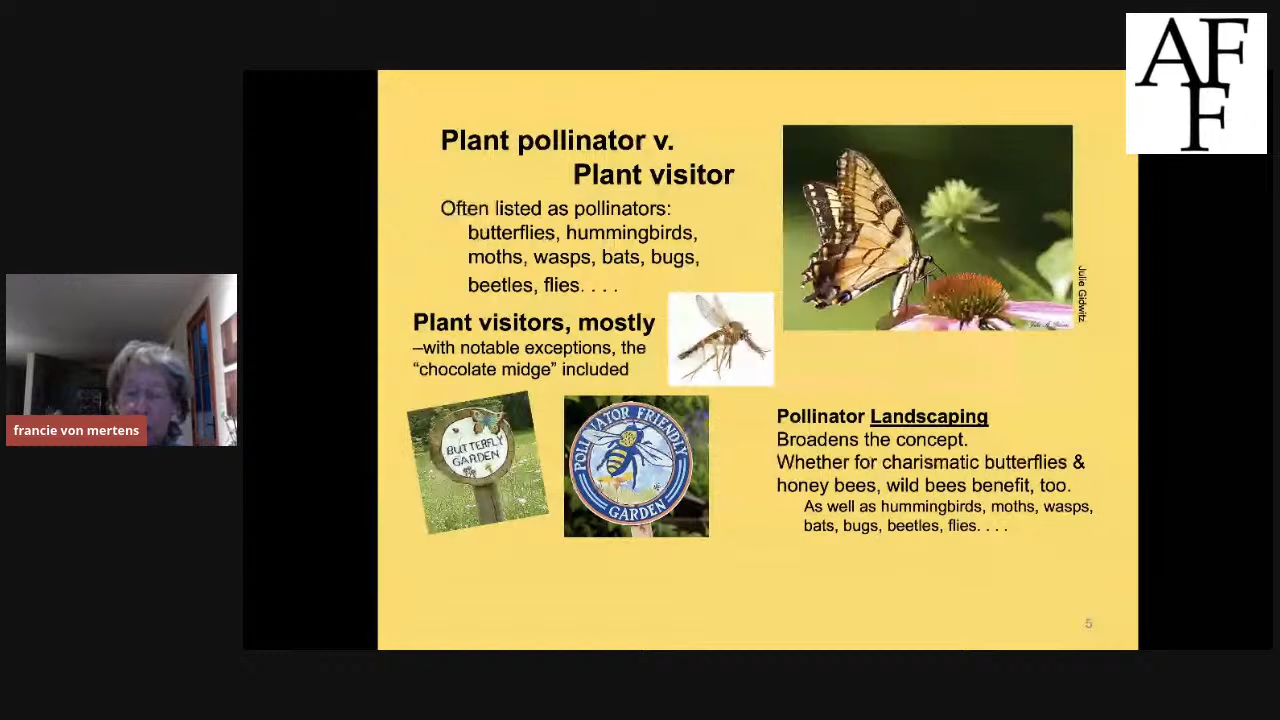 A F
F
Plant pollinator v.
Plant visitor
Often listed as pollinators:
butterflies, hummingbirds,
moths, wasps, bats, bugs,
beetles, flies. . . .
Plant visitors, mostly
–with notable exceptions, the
“chocolate midge” included
Julie Gidwitz
BUTTERFLY
GARDEN
POLLINATOR FRIENDLY
GARDEN
Pollinator Landscaping
Broadens the concept.
Whether for charismatic butterflies &
honey bees, wild bees benefit, too.
As well as hummingbirds, moths, wasps,
bats, bugs, beetles, flies. . . .
5
francie von mertens